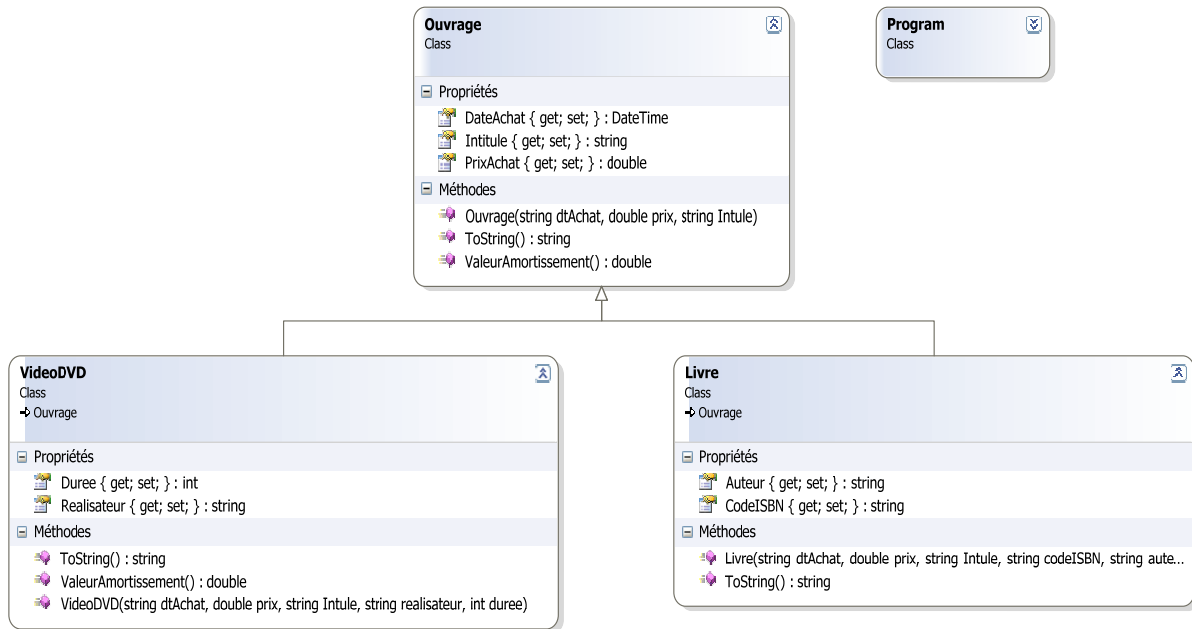 Ouvrage
Class
Propriétés
DateAchat { get; set; } : DateTime
Intitule { get; set; } : string
PrixAchat { get; set; } : double
Méthodes
Ouvrage(string dtAchat, double prix, string Intule)
ToString() : string
ValeurAmortissement() : double
Program
Class
VideoDVD
Class
Ouvrage
Propriétés
Duree { get; set; } : int
Realisateur { get; set; } : string
Méthodes
ToString() : string
ValeurAmortissement() : double
VideoDVD(string dtAchat, double prix, string Intule, string realisateur, int duree)
Livre
Class
Ouvrage
Propriétés
Auteur { get; set; } : string
CodeISBN { get; set; } : string
Méthodes
Livre(string dtAchat, double prix, string Intule, string codeISBN, string aute...
ToString() : string